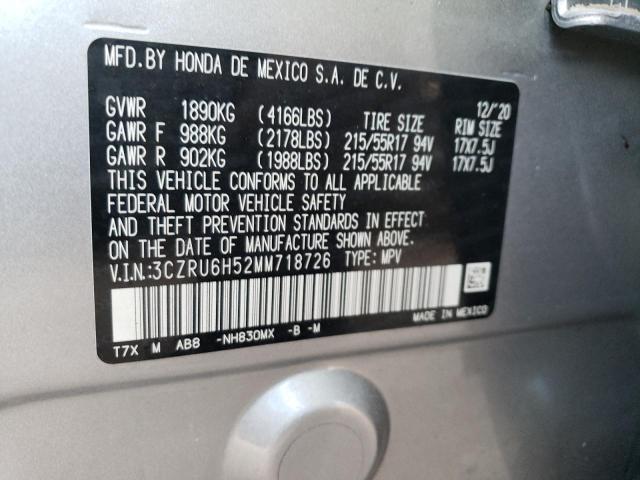 MFD.BY HONDA DE MEXICO S.A. DE C.V.
12/'20
GVWR 1890KG (4166LBS) TIRE SIZE RIM SIZE
GAWR F 988KG (2178LBS) 215/55R17 94V 17X7.5J
GAWR R 902KG (1988LBS) 215/55R17 94V 17X7.5J
THIS VEHICLE CONFORMS TO ALL APPLICABLE
FEDERAL MOTOR VEHICLE SAFETY
AND THEFT PREVENTION STANDARDS IN EFFECT
ON THE DATE OF MANUFACTURE SHOWN ABOVE.
V.I.N.:3CZRU6H52MM718726 TYPE: MPV
T7X M AB8 -NH830MX -B -M
MADE IN MEXICO